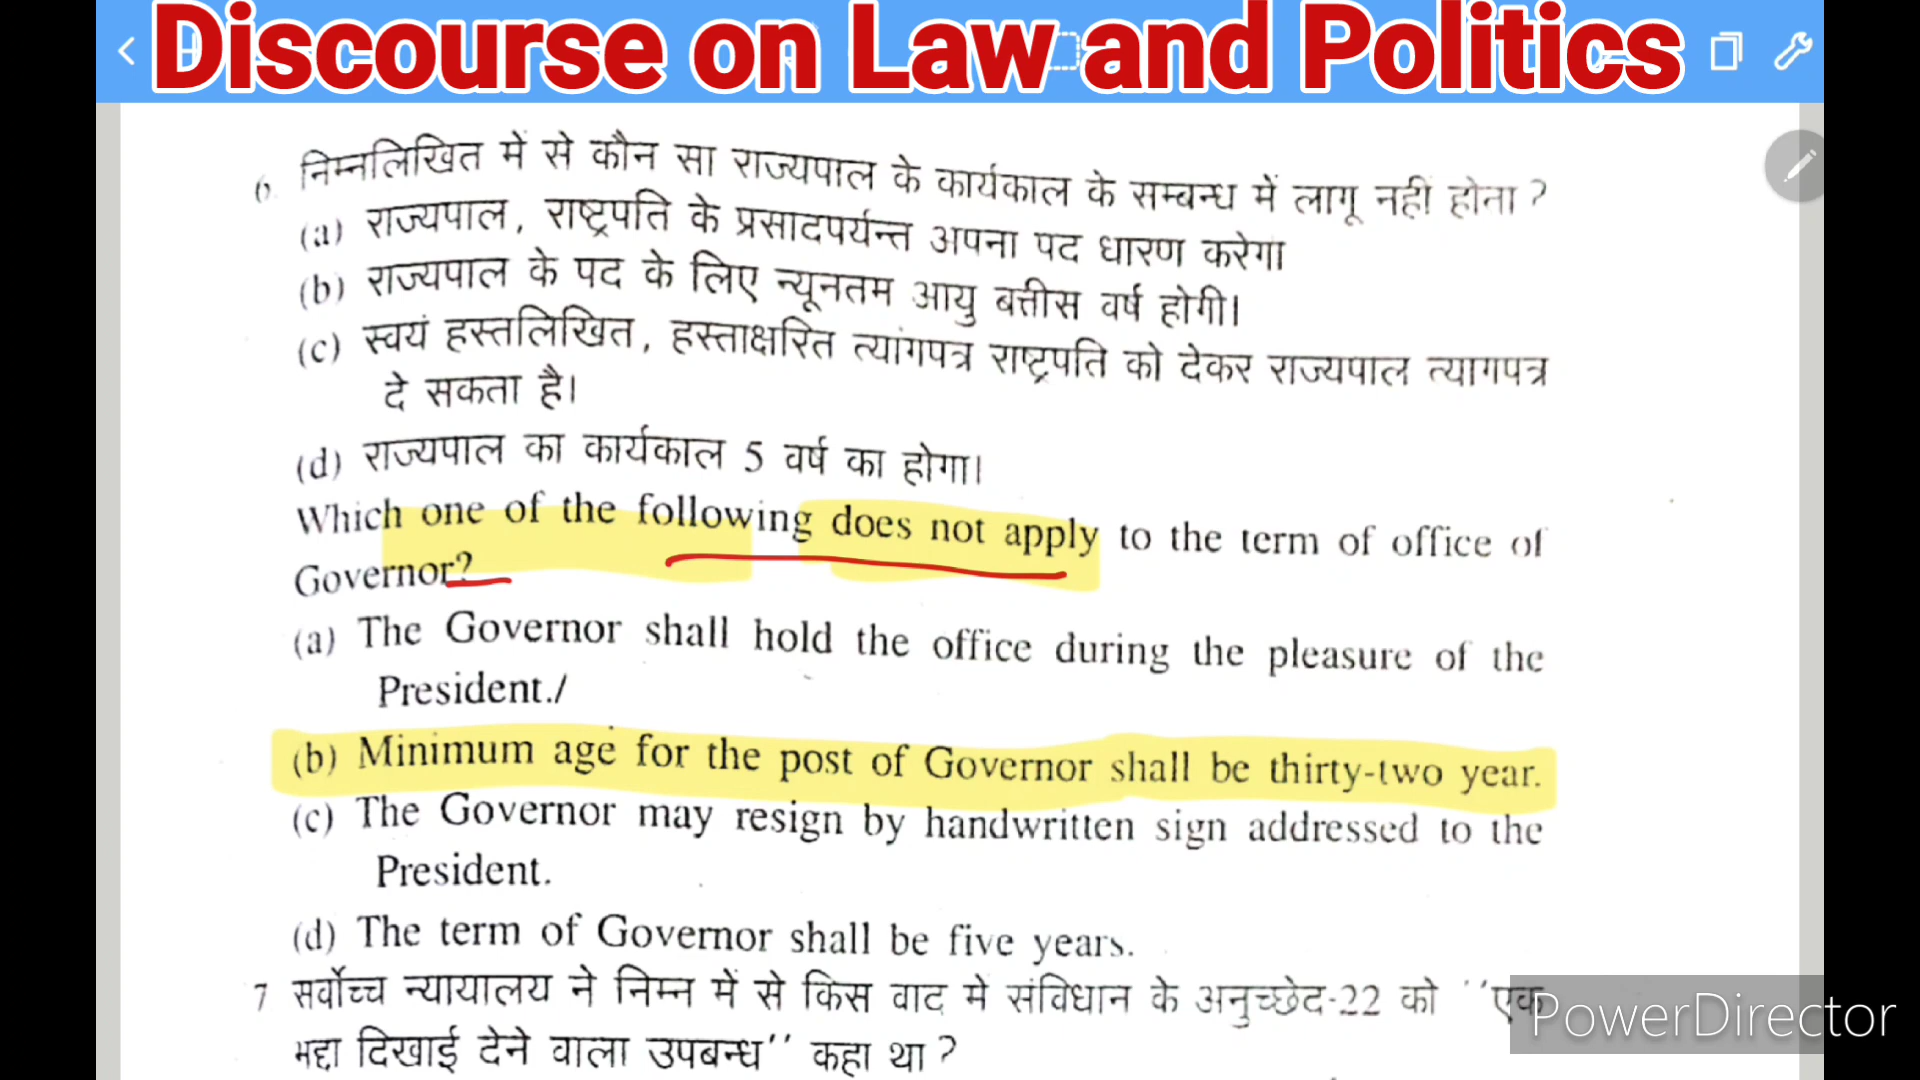 Discourse on Law and Politics
6. निम्नलिखित में से कौन सा राज्यपाल के कार्यकाल के सम्बन्ध में लागू नहीं होता ?
(a) राज्यपाल, राष्ट्रपति के प्रसादपर्यन्त अपना पद धारण करेगा
(b) राज्यपाल के पद के लिए न्यूनतम आयु बत्तीस वर्ष होगी।
(c) स्वयं हस्तलिखित, हस्ताक्षरित त्यांगपत्र राष्ट्रपति को देकर राज्यपाल त्यागपत्र
दे सकता है।
(d) राज्यपाल का कार्यकाल 5 वर्ष का होगा।
Which one of the following does not apply to the term of office of
Governor?
(a) The Governor shall hold the office during the pleasure of the
President./
(b) Minimum age for the post of Governor shall be thirty-two year.
(c) The Governor may resign by handwritten sign addressed to the
President.
(d) The term of Governor shall be five years.
7 सर्वोच्च न्यायालय ने निम्न में से किस वाद मे संविधान के अनुच्छेद-22 को ''एक
भद्दा दिखाई देने वाला उपबन्ध'' कहा था ?
PowerDirector